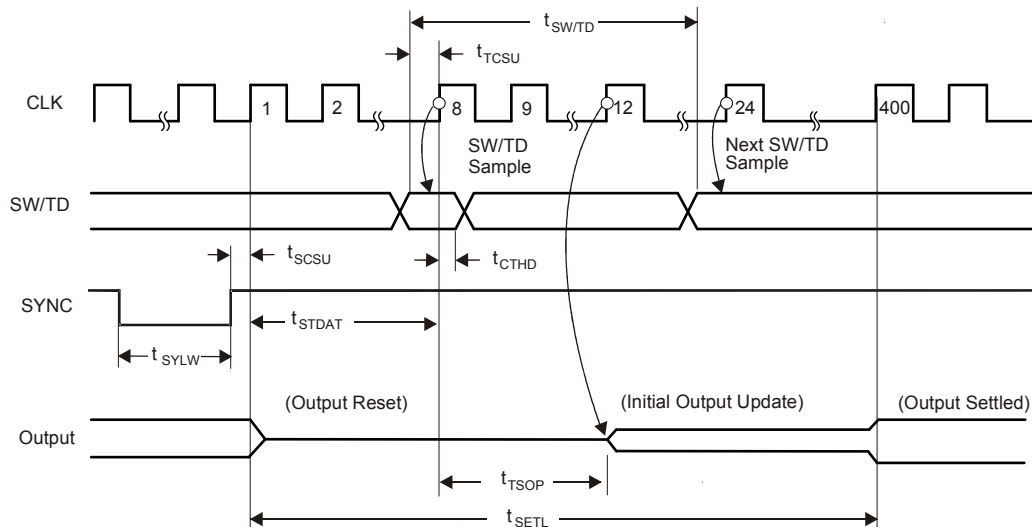 tSW/TD
tTCSU
CLK
1
2
8
9
12
24
400
SW/TD
Sample
Next SW/TD
Sample
SW/TD
tSCSU
tCTHD
SYNC
tSTDAT
tSYLW
(Output Reset)
(Initial Output Update)
(Output Settled)
Output
tTSOP
tSETL